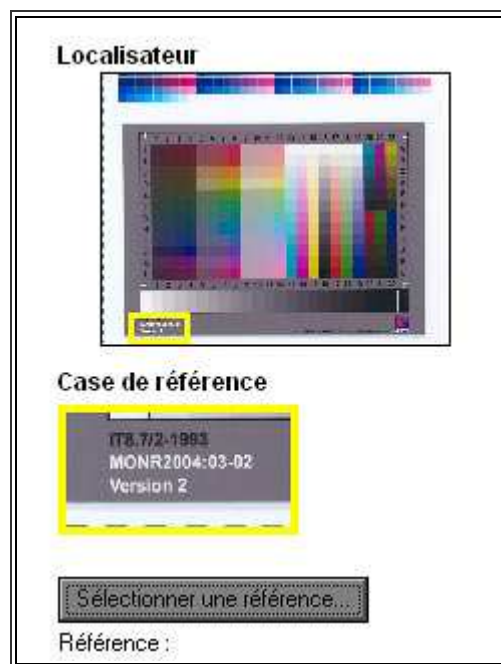 Localisateur
Case de référence
IT8.7/2-1993
MONR2004:03-02
Version 2
Sélectionner une référence...
Référence :